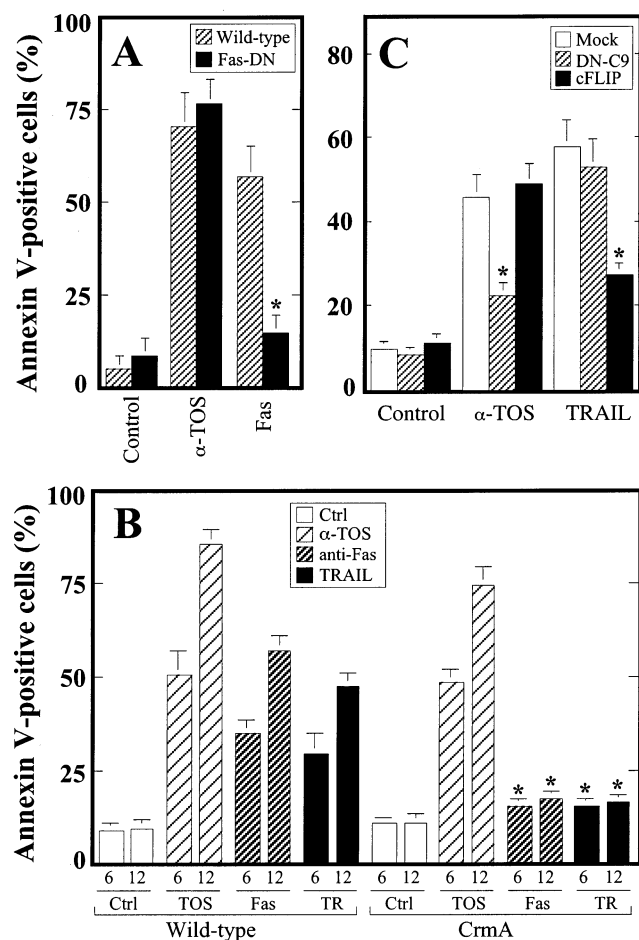 A
Wild-type
Fas-DN
Annexin V-positive cells (%)
100
75
50
25
0
Control
α-TOS
Fas
*
C
Mock
DN-C9
cFLIP
Annexin V-positive cells (%)
80
60
40
20
0
*
*
Control α-TOS TRAIL
B
Ctrl
α-TOS
anti-Fas
TRAIL
Annexin V-positive cells (%)
100
75
50
25
0
* * * *
6 12 6 12 6 12 6 12 6 12 6 12 6 12 6 12
Ctrl TOS Fas TR Ctrl TOS Fas TR
Wild-type CrmA